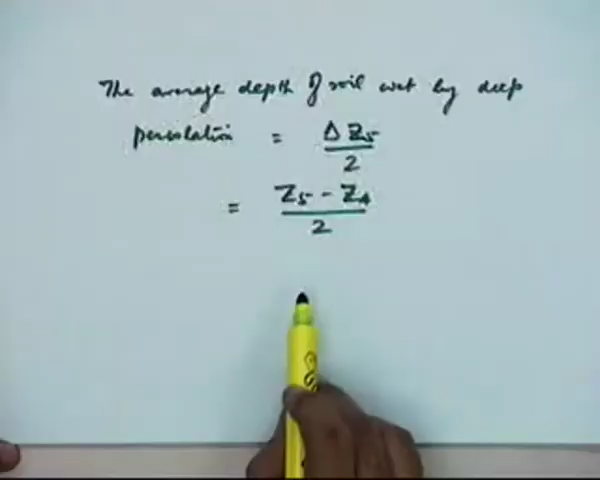 The average depth of soil wet by deep
percolation = ΔZ₅/2
= Z₅ - Z₄/2